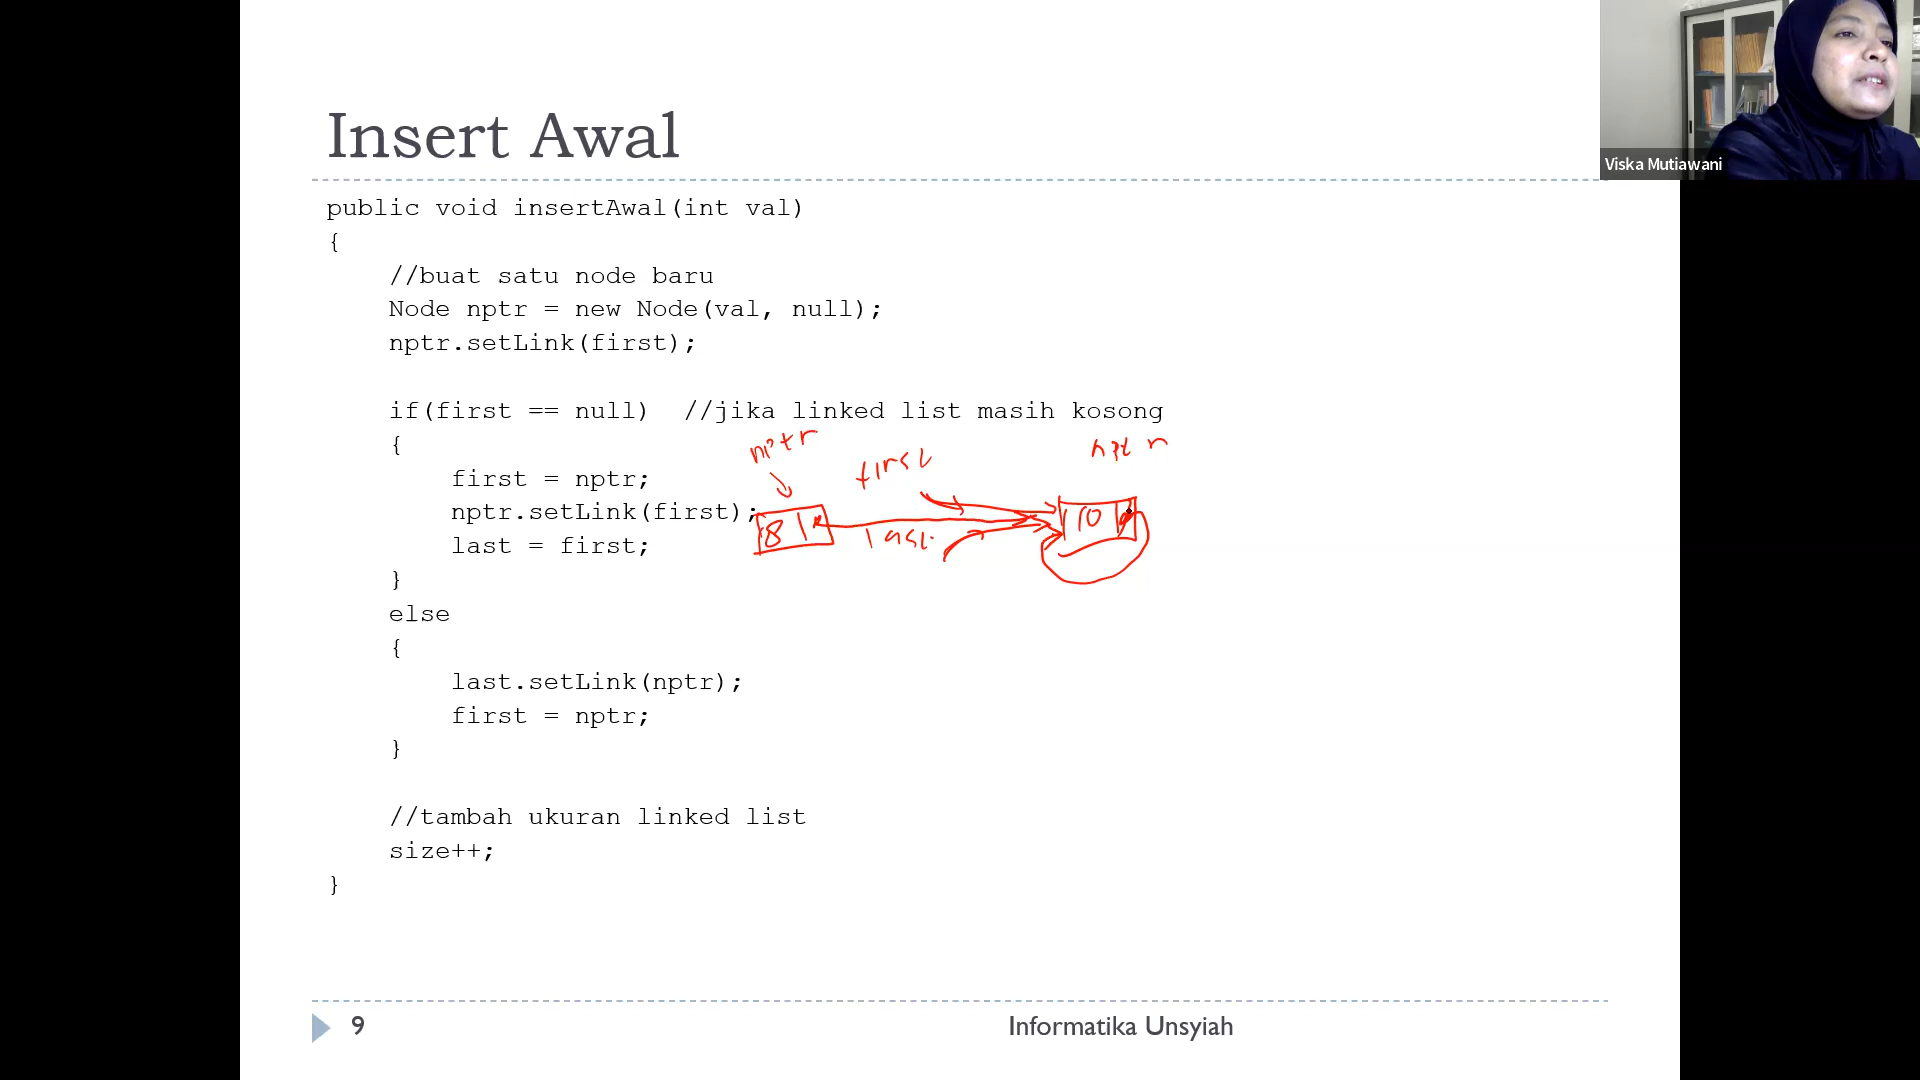 Viska Mutiawani
Insert Awal
public void insertAwal(int val)
{
//buat satu node baru
Node nptr = new Node(val, null);
nptr.setLink(first);
if(first == null) //jika linked list masih kosong
{
nptr first nptr
first = nptr;
nptr.setLink(first);
8 10
last
last = first;
}
else
{
last.setLink(nptr);
first = nptr;
}
//tambah ukuran linked list
size++;
}
9
Informatika Unsyiah